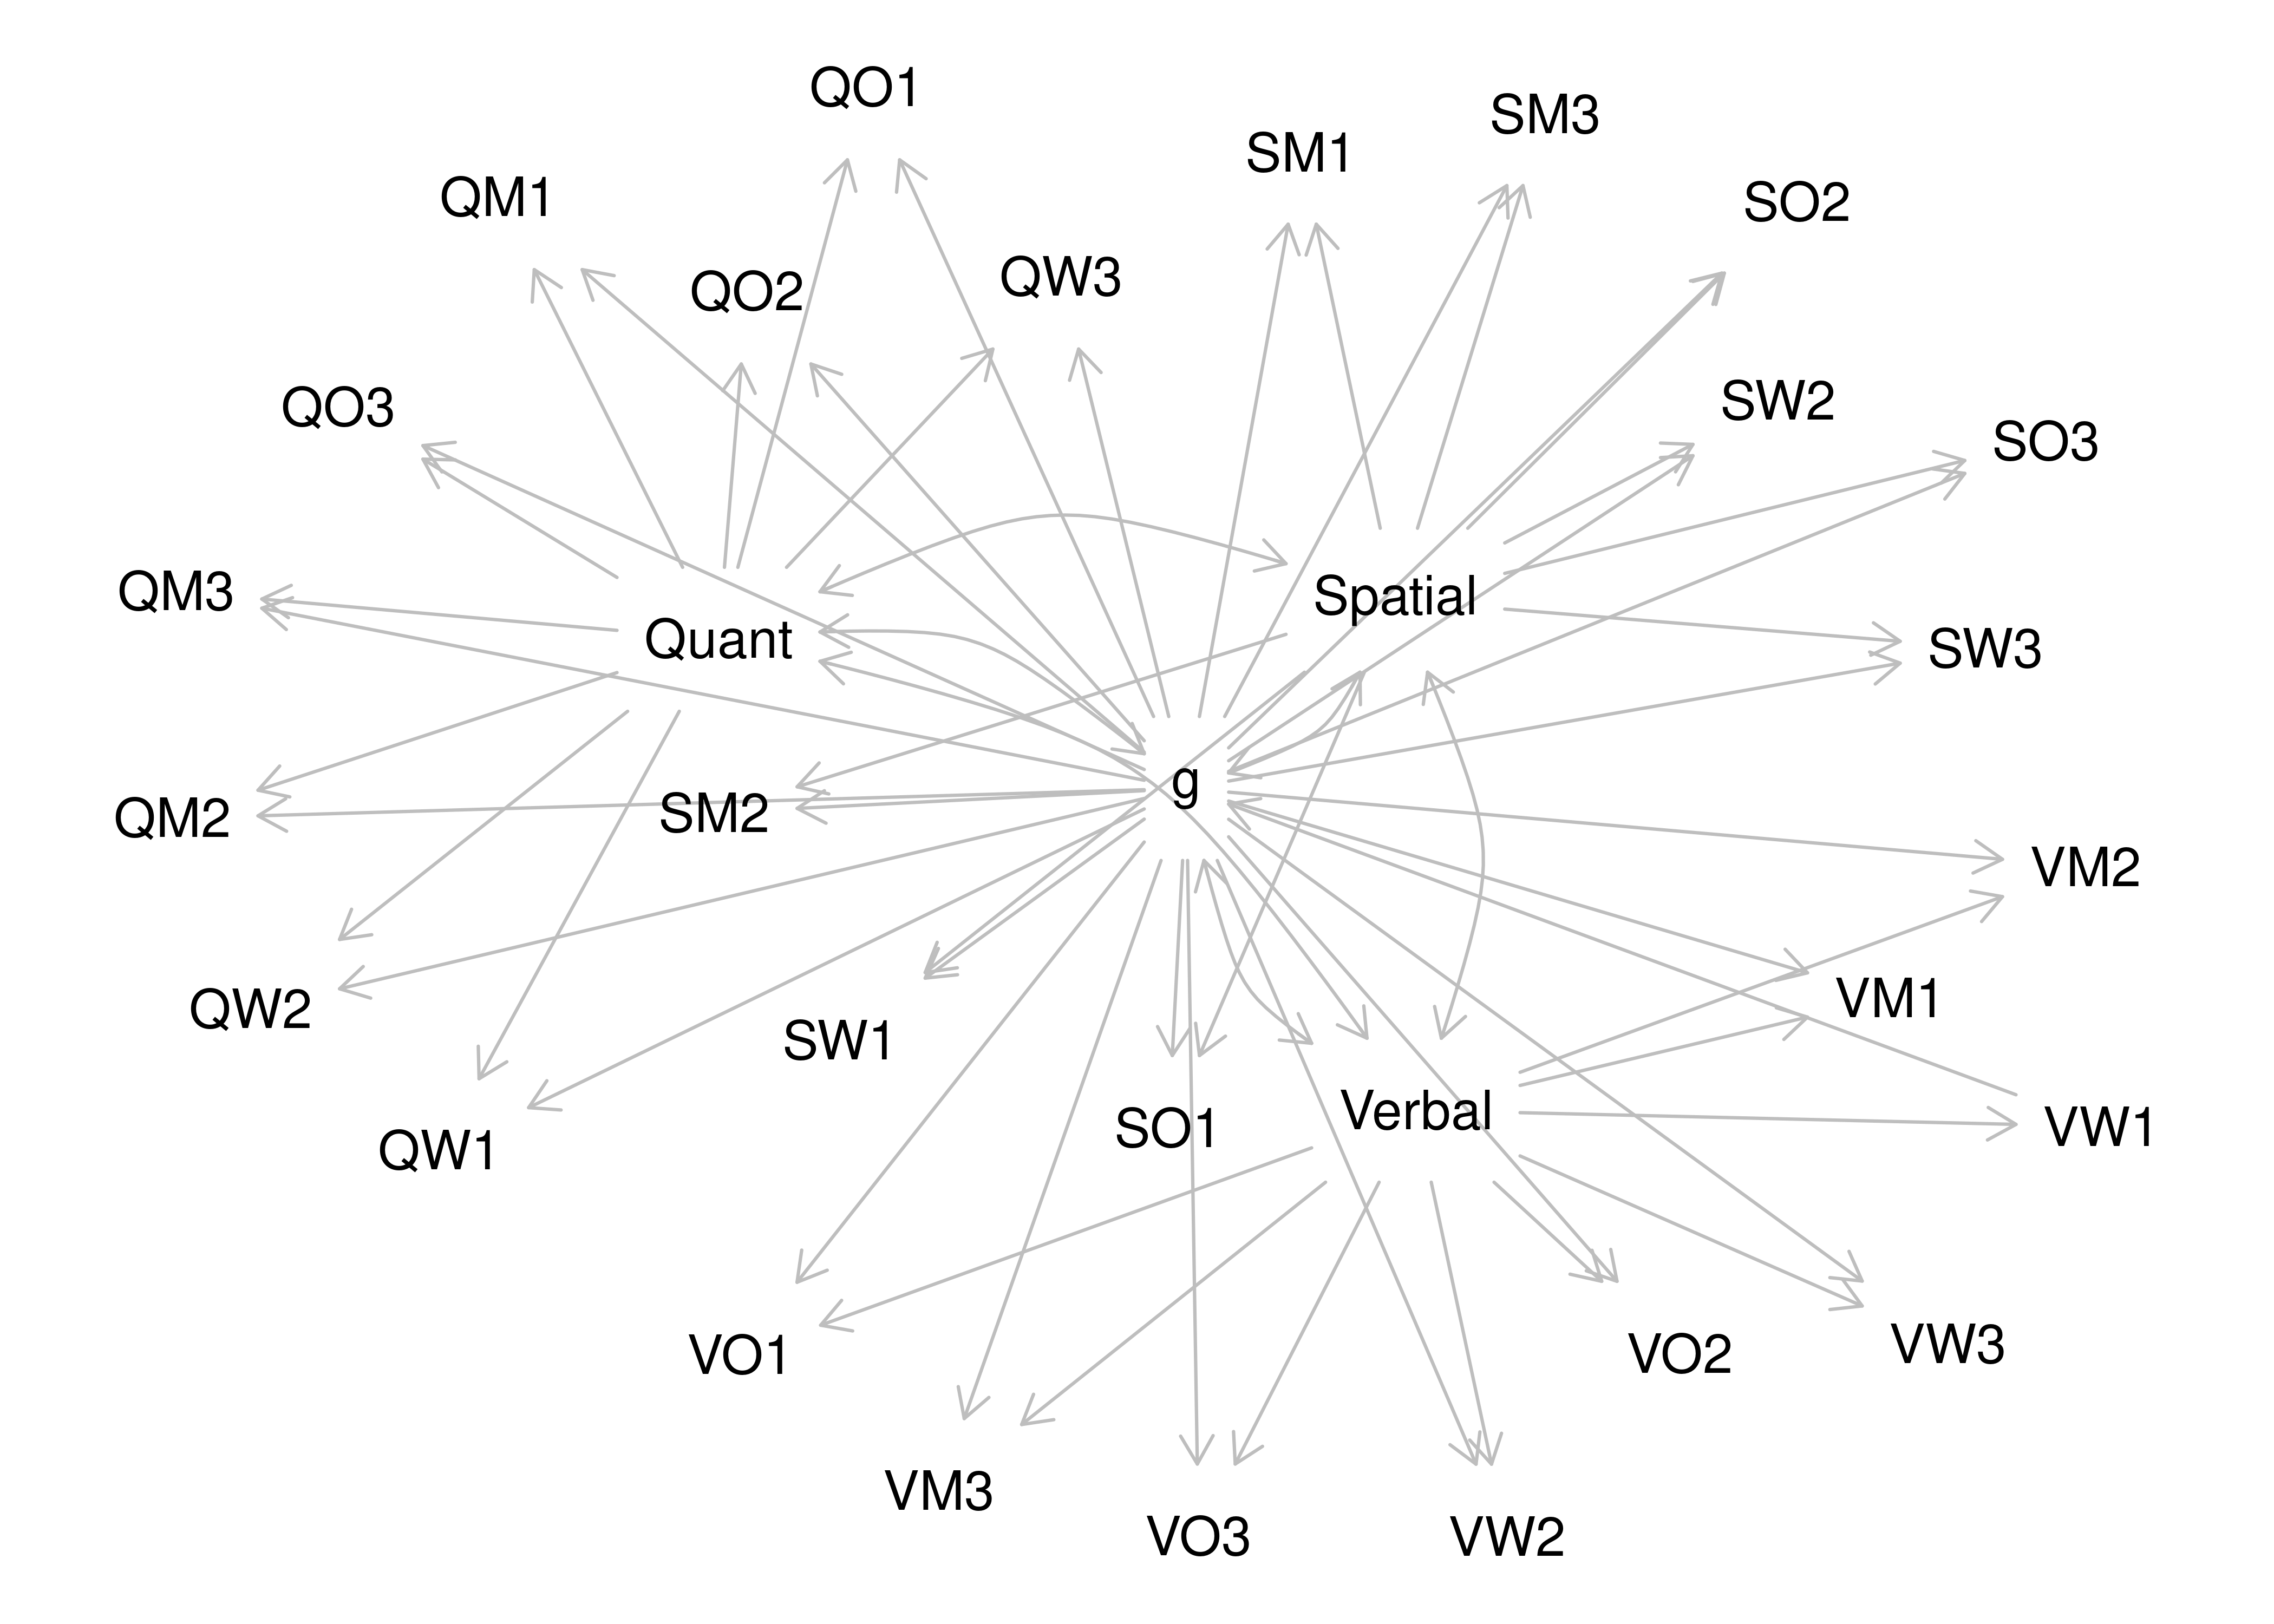 QO1
SM3
SM1
QM1
SO2
QO2
QW3
QO3
SW2
SO3
QM3
Spatial
Quant
SW3
g
SM2
QM2
VM2
VM1
QW2
SW1
Verbal
SO1
VW1
QW1
VO1
VO2
VW3
VM3
VO3
VW2